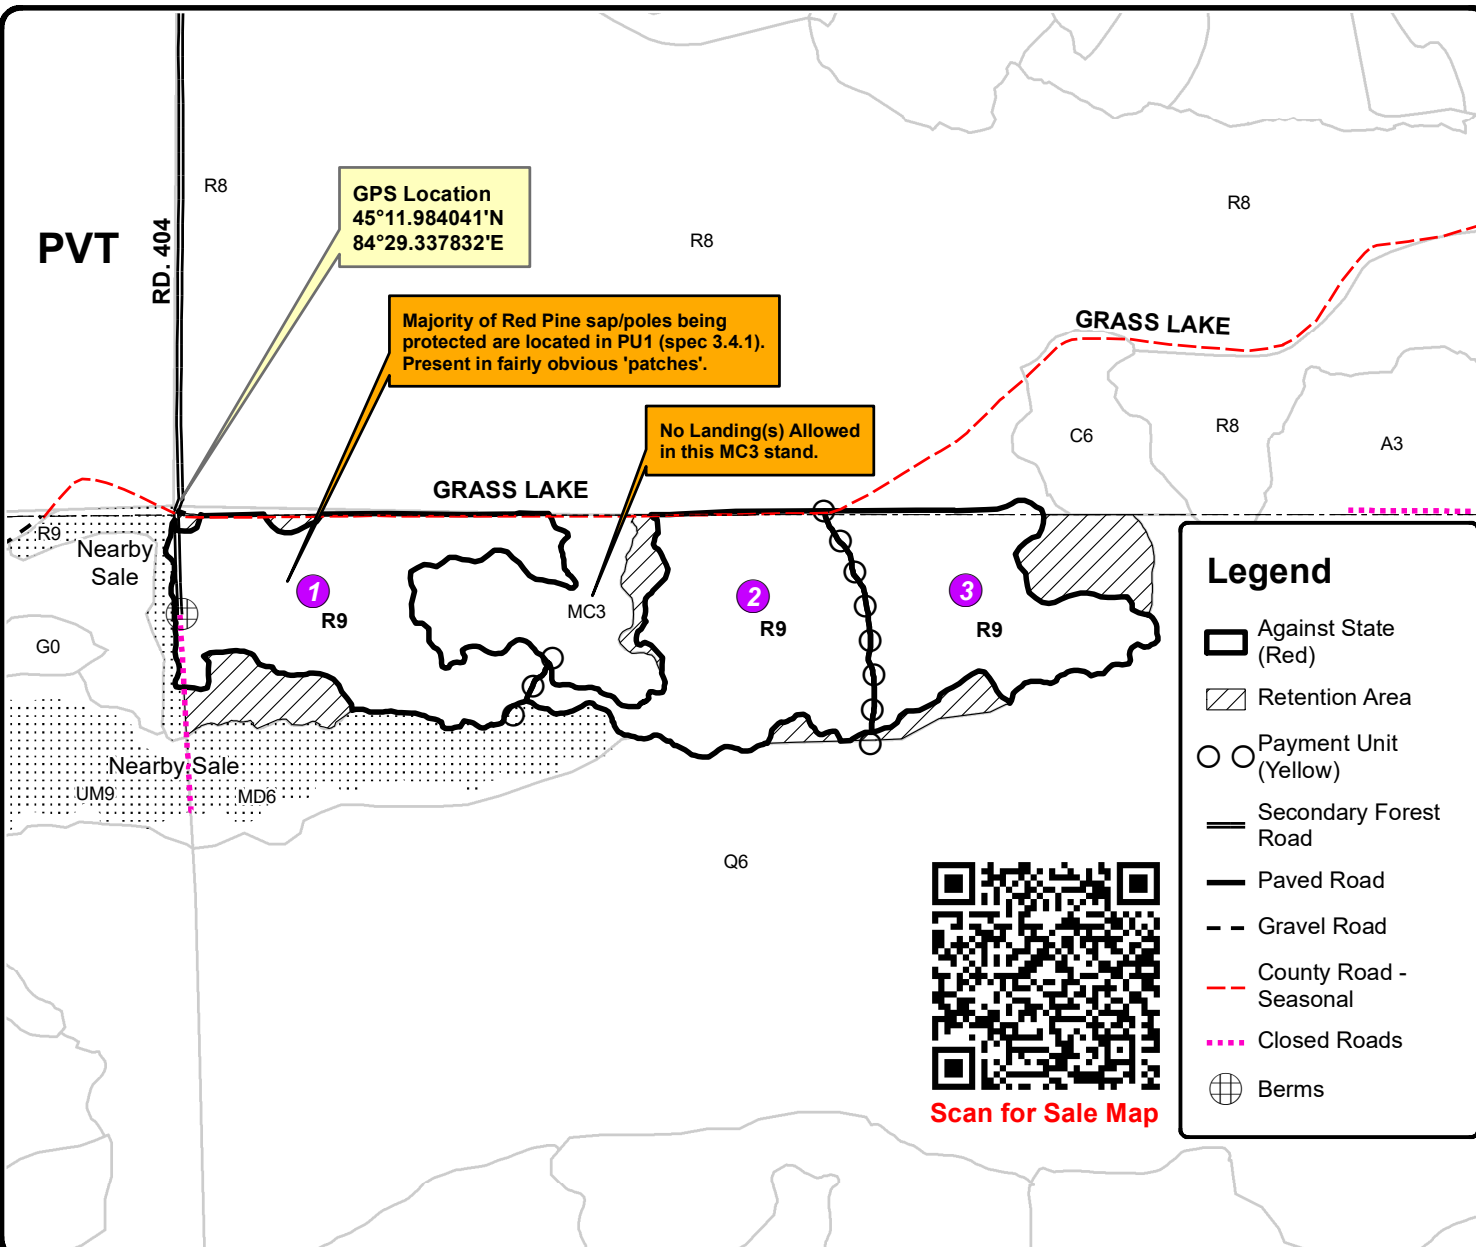 R8
GPS Location
45°11.984041'N
84°29.337832'E
R8
PVT
RD. 404
R8
Majority of Red Pine sap/poles being
protected are located in PU1 (spec 3.4.1).
Present in fairly obvious 'patches'.
GRASS LAKE
No Landing(s) Allowed
in this MC3 stand.
C6
R8
A3
GRASS LAKE
R9
Nearby
Sale
1
R9
MC3
2
R9
3
R9
G0
Nearby Sale
UM9
MD6
Q6
Scan for Sale Map
Legend
Against State
(Red)
Retention Area
Payment Unit
(Yellow)
Secondary Forest
Road
Paved Road
Gravel Road
County Road -
Seasonal
Closed Roads
Berms